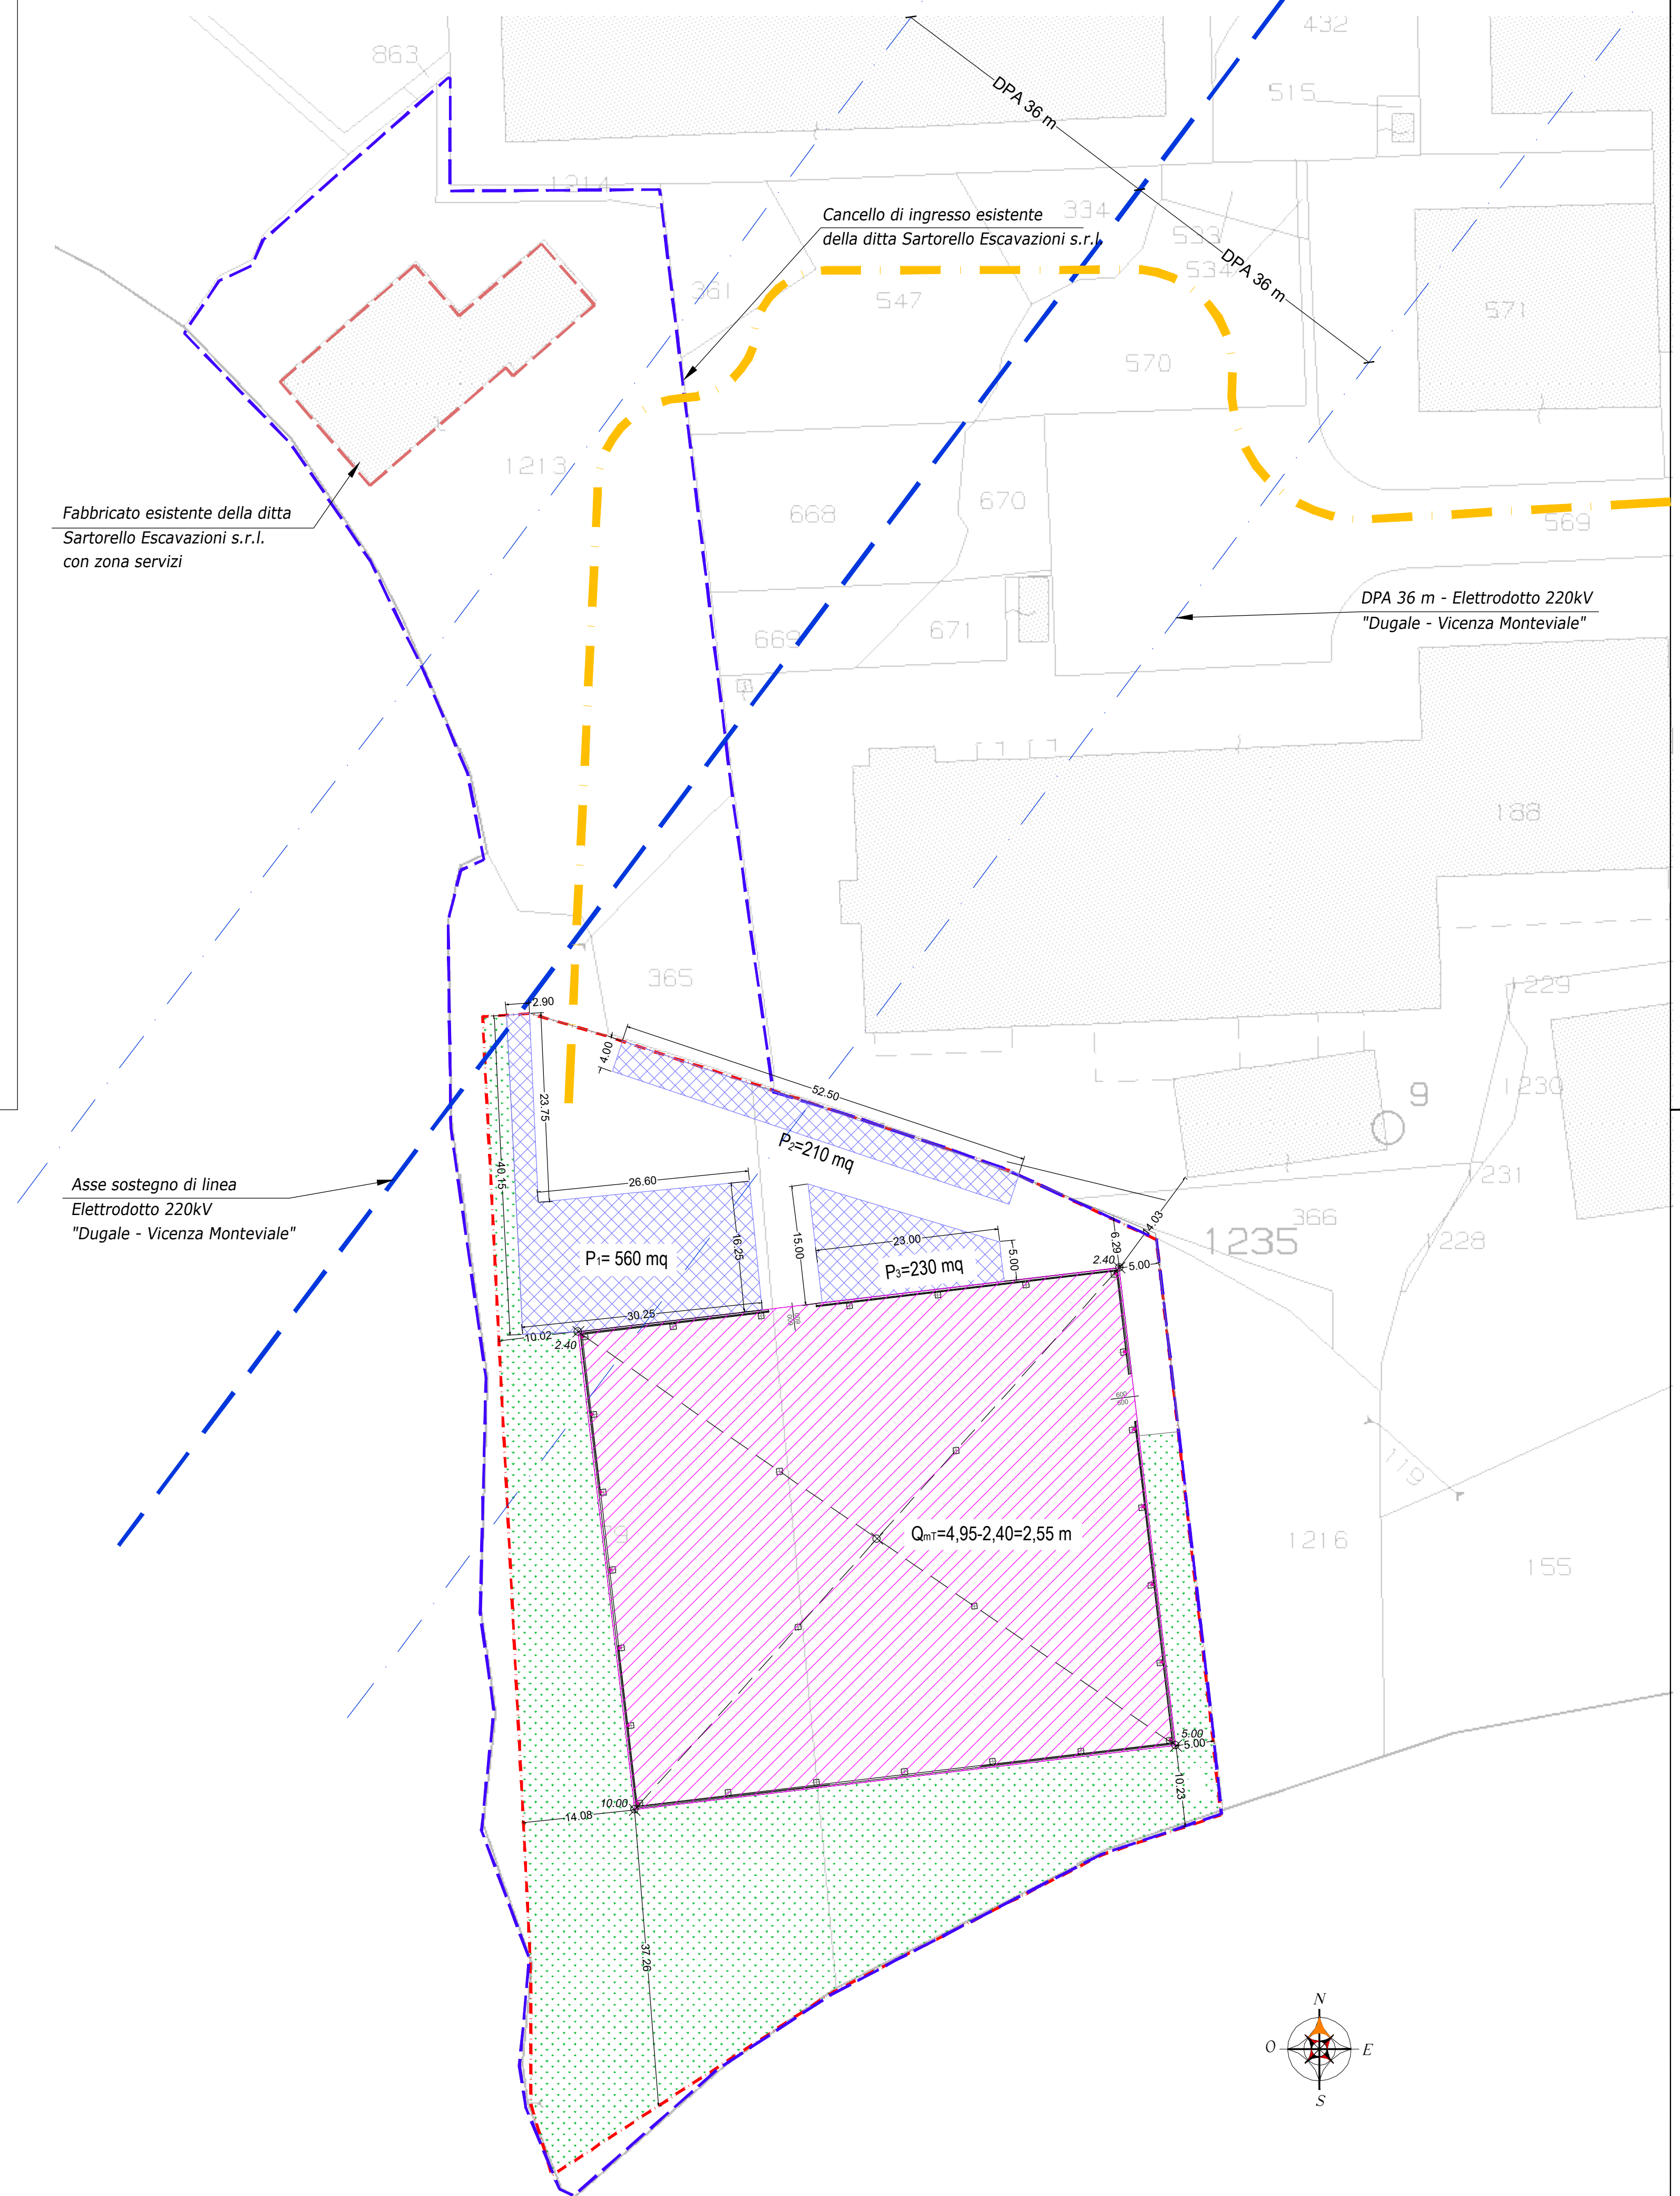 863
432
515
DPA 36 m
1214
334
Cancello di ingresso esistente
della ditta Sartorello Escavazioni s.r.l.
533
534
DPA 36 m
361
547
571
570
1213
668
670
569
Fabbricato esistente della ditta
Sartorello Escavazioni s.r.l.
con zona servizi
DPA 36 m - Elettrodotto 220kV
"Dugale - Vicenza Monteviale"
669
671
188
365
1229
2.90
4.00
52.50
9
1230
23.75
P2=210 mq
40.15
26.60
231
Asse sostegno di linea
Elettrodotto 220kV
"Dugale - Vicenza Monteviale"
366
1235
1228
14.03
6.29
16.25
15.00
23.00
5.00
P1= 560 mq
P3=230 mq
2.40
5.00
30.25
10.02
2.40
600
600
600
600
119
QmT=4,95-2,40=2,55 m
1216
155
5.00
5.00
10.23
10.00
14.08
37.26
N
O
E
S